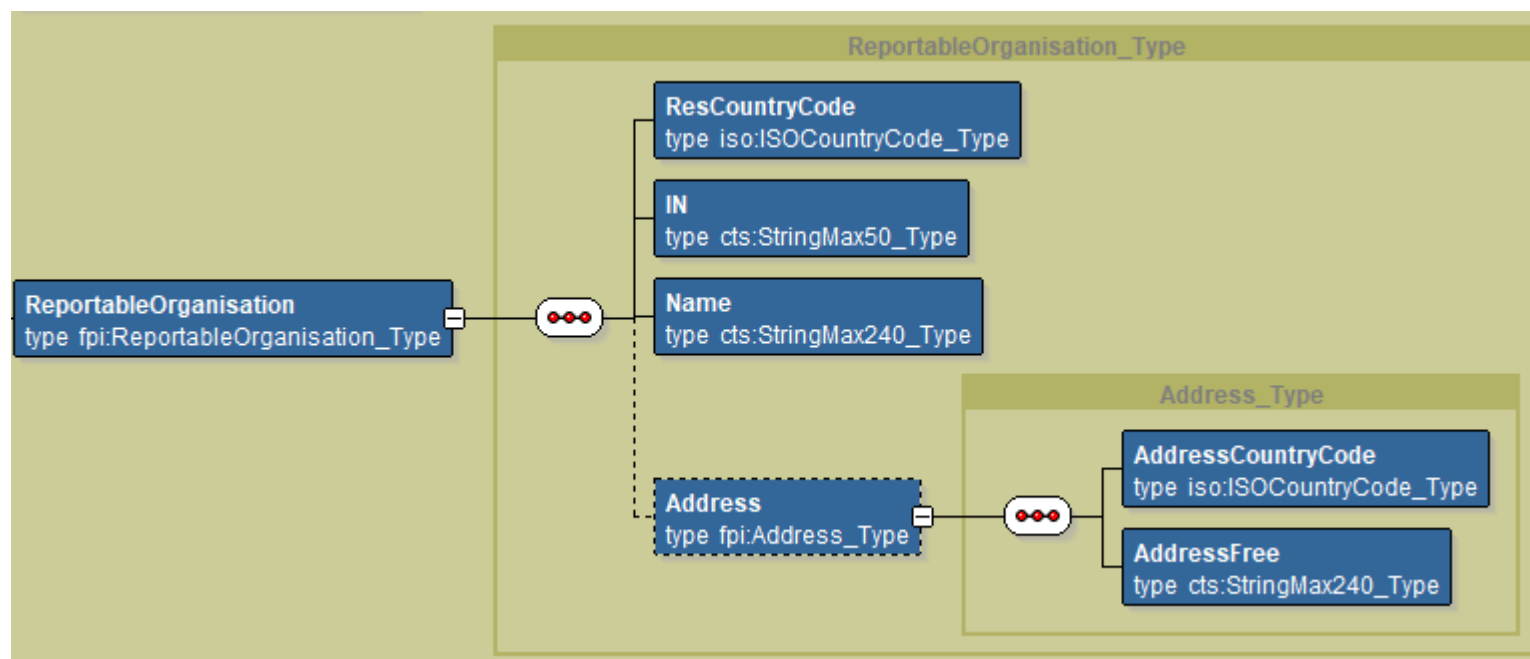 ReportableOrganisation_Type
ResCountryCode
type iso:ISOCountryCode_Type
IN
type cts:StringMax50_Type
ReportableOrganisation
type fpi:ReportableOrganisation_Type
Name
type cts:StringMax240_Type
Address_Type
AddressCountryCode
type iso:ISOCountryCode_Type
Address
type fpi:Address_Type
AddressFree
type cts:StringMax240_Type